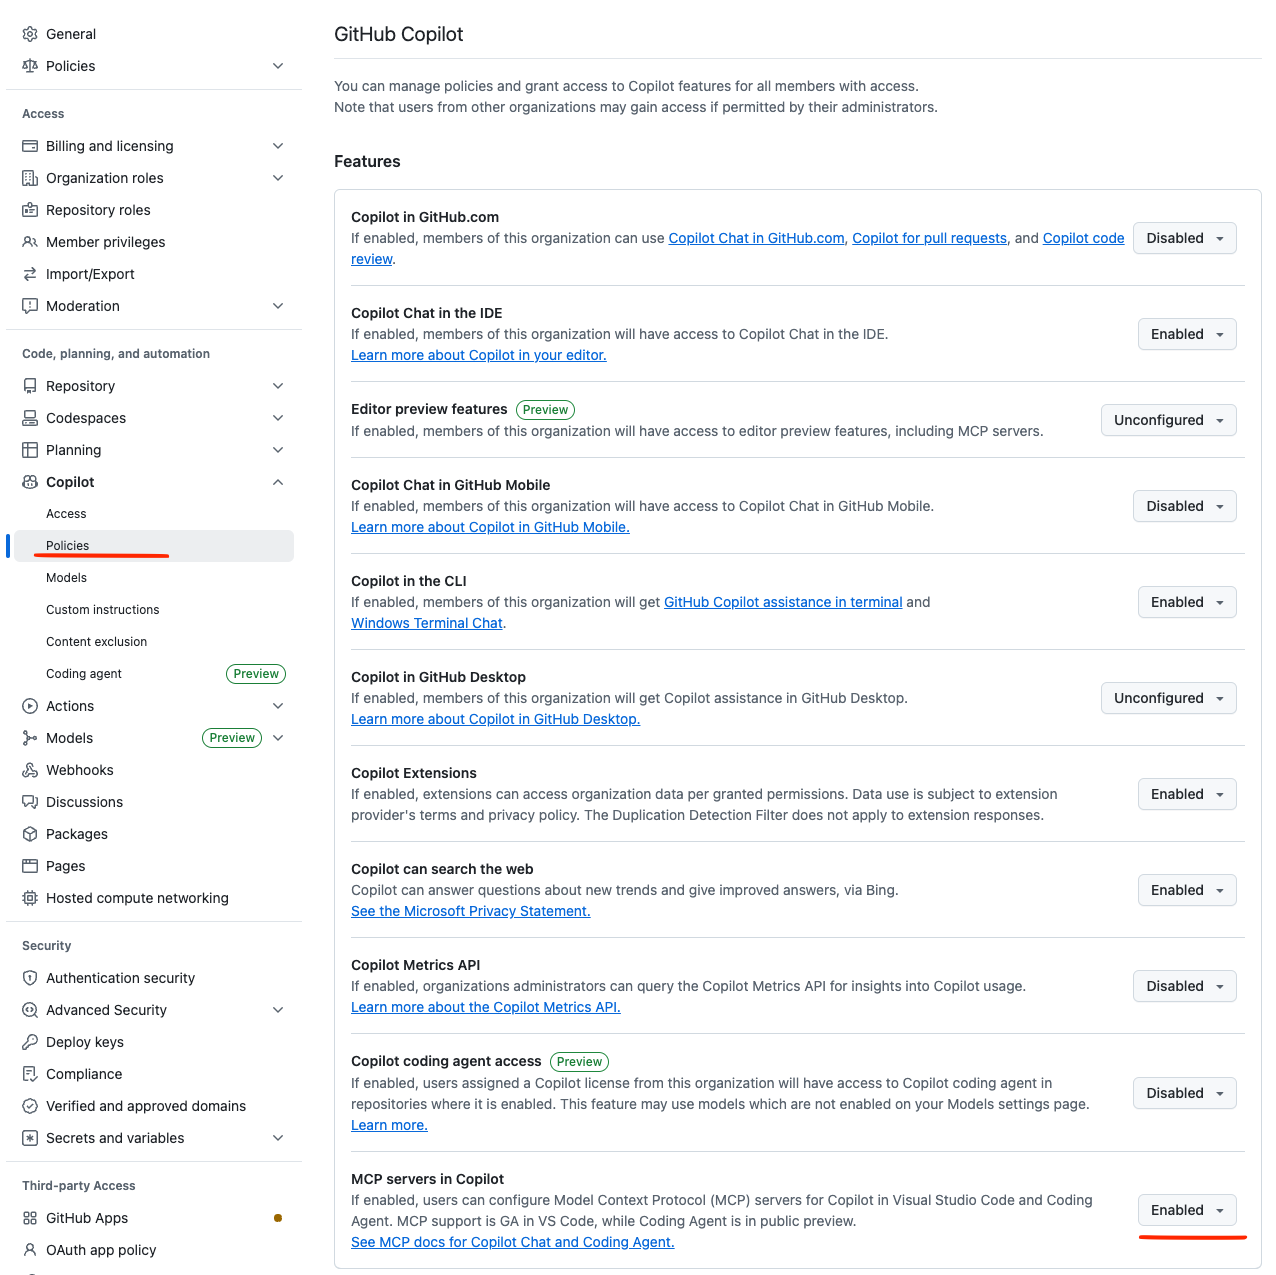 General
Policies
Access
Billing and licensing
Organization roles
Repository roles
Member privileges
Import/Export
Moderation
Code, planning, and automation
Repository
Codespaces
Planning
Copilot
Access
Policies
Models
Custom instructions
Content exclusion
Coding agent Preview
Actions
Models Preview
Webhooks
Discussions
Packages
Pages
Hosted compute networking
Security
Authentication security
Advanced Security
Deploy keys
Compliance
Verified and approved domains
Secrets and variables
Third-party Access
GitHub Apps
OAuth app policy
GitHub Copilot
You can manage policies and grant access to Copilot features for all members with access.
Note that users from other organizations may gain access if permitted by their administrators.
Features
Copilot in GitHub.com
If enabled, members of this organization can use Copilot Chat in GitHub.com, Copilot for pull requests, and Copilot code
review.
Disabled
Copilot Chat in the IDE
If enabled, members of this organization will have access to Copilot Chat in the IDE.
Learn more about Copilot in your editor.
Enabled
Editor preview features Preview
If enabled, members of this organization will have access to editor preview features, including MCP servers.
Unconfigured
Copilot Chat in GitHub Mobile
If enabled, members of this organization will have access to Copilot Chat in GitHub Mobile.
Learn more about Copilot in GitHub Mobile.
Disabled
Copilot in the CLI
If enabled, members of this organization will get GitHub Copilot assistance in terminal and
Windows Terminal Chat.
Enabled
Copilot in GitHub Desktop
If enabled, members of this organization will get Copilot assistance in GitHub Desktop.
Learn more about Copilot in GitHub Desktop.
Unconfigured
Copilot Extensions
If enabled, extensions can access organization data per granted permissions. Data use is subject to extension
provider's terms and privacy policy. The Duplication Detection Filter does not apply to extension responses.
Enabled
Copilot can search the web
Copilot can answer questions about new trends and give improved answers, via Bing.
See the Microsoft Privacy Statement.
Enabled
Copilot Metrics API
If enabled, organizations administrators can query the Copilot Metrics API for insights into Copilot usage.
Learn more about the Copilot Metrics API.
Disabled
Copilot coding agent access Preview
If enabled, users assigned a Copilot license from this organization will have access to Copilot coding agent in
repositories where it is enabled. This feature may use models which are not enabled on your Models settings page.
Learn more.
Disabled
MCP servers in Copilot
If enabled, users can configure Model Context Protocol (MCP) servers for Copilot in Visual Studio Code and Coding
Agent. MCP support is GA in VS Code, while Coding Agent is in public preview.
See MCP docs for Copilot Chat and Coding Agent.
Enabled